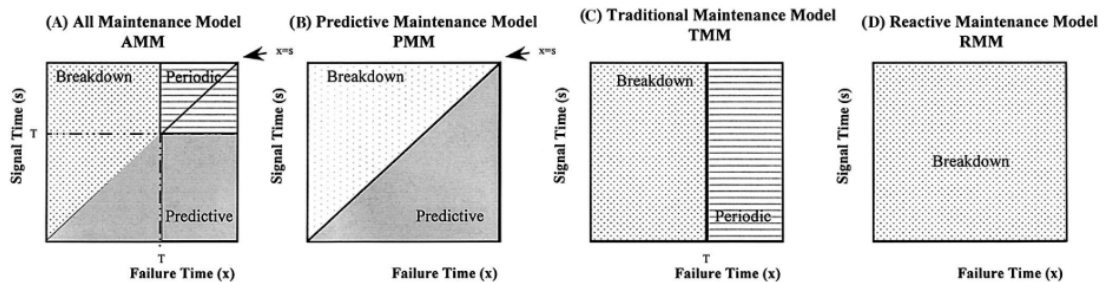 (A) All Maintenance Model
AMM
x=s
Breakdown
Periodic
Signal Time (s)
T
Predictive
T
Failure Time (x)
(B) Predictive Maintenance Model
PMM
x=s
Breakdown
Signal Time (s)
Predictive
Failure Time (x)
(C) Traditional Maintenance Model
TMM
Breakdown
Signal Time (s)
Periodic
T
Failure Time (x)
(D) Reactive Maintenance Model
RMM
Signal Time (s)
Breakdown
Failure Time (x)